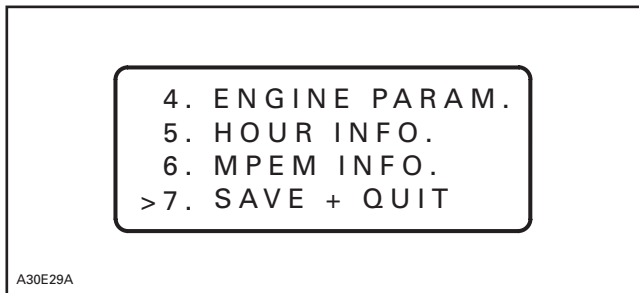 4. ENGINE PARAM.
5. HOUR INFO.
6. MPEM INFO.
>7. SAVE + QUIT
A30E29A